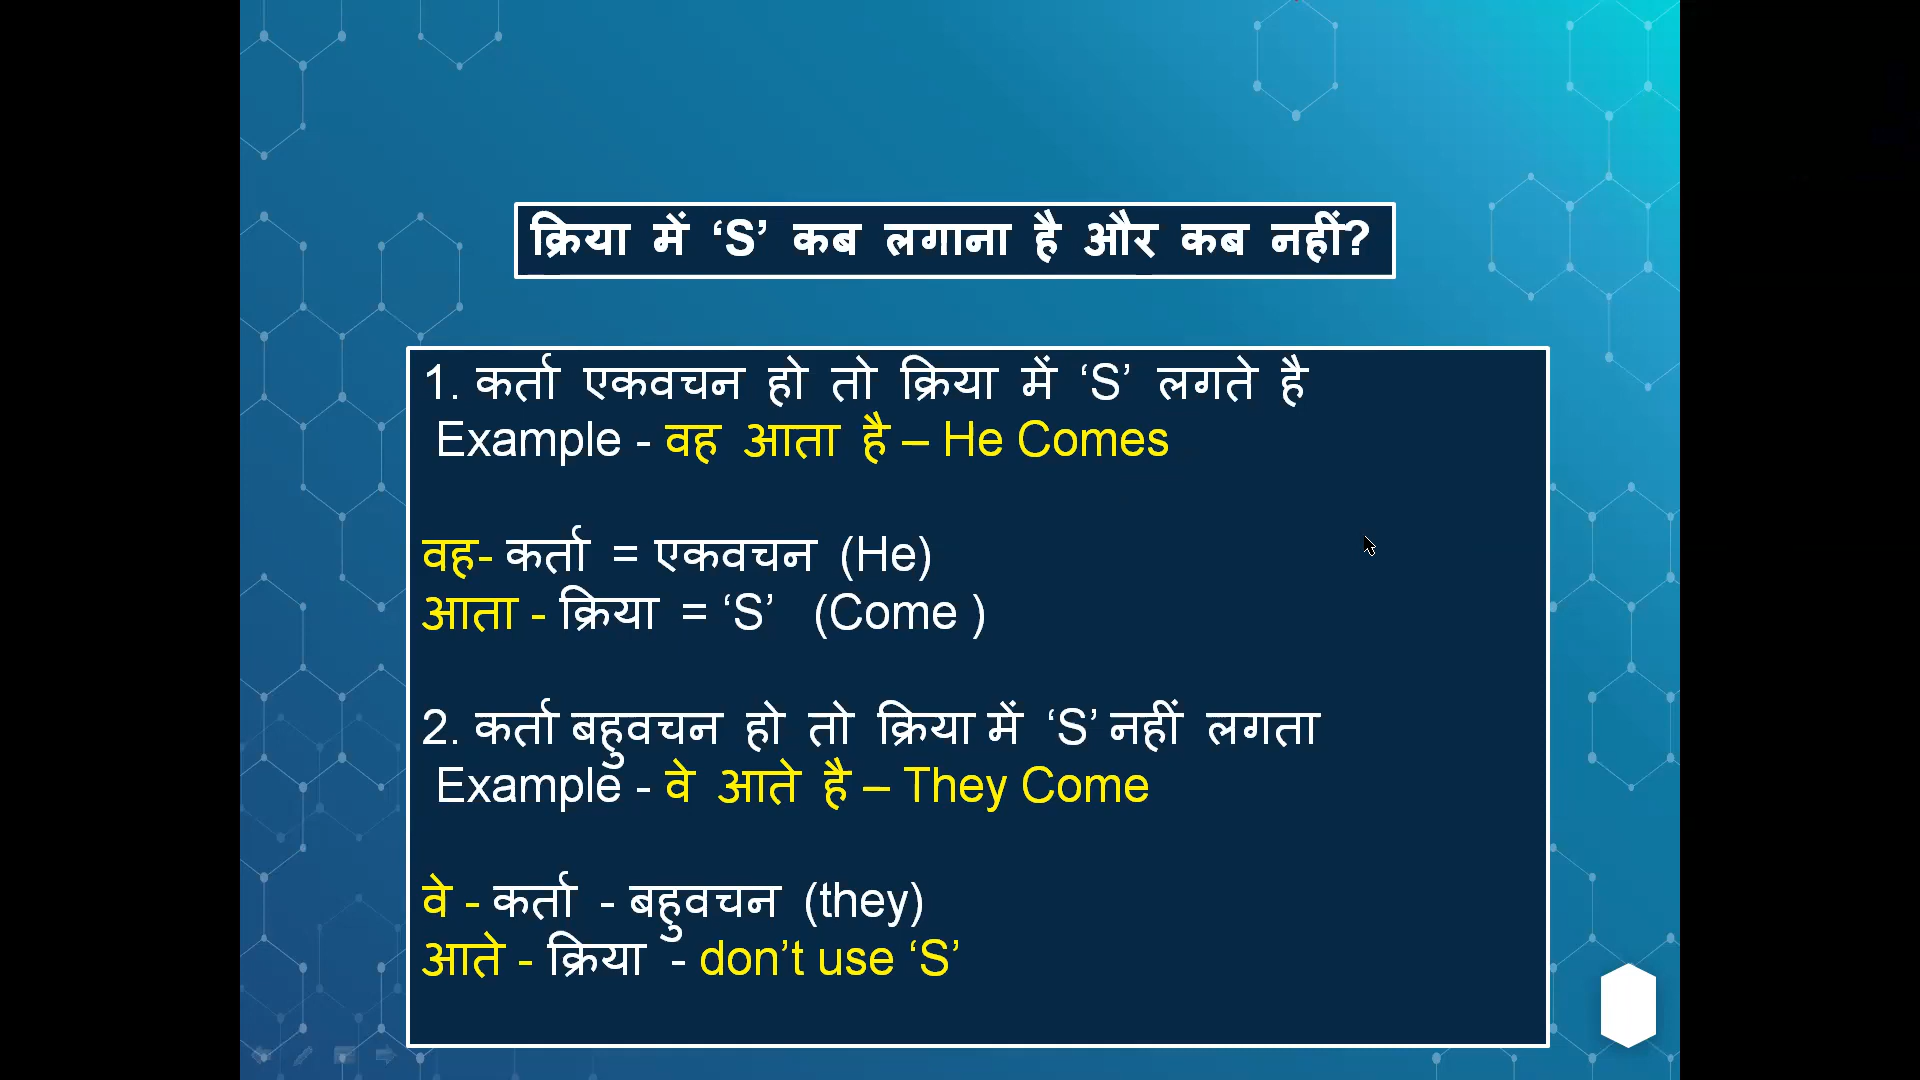 क्रिया में ‘S’ कब लगाना है और कब नहीं?
1. कर्ता एकवचन हो तो क्रिया में ‘S’ लगते है
Example - वह आता है – He Comes
वह- कर्ता = एकवचन (He)
आता - क्रिया = ‘S’ (Come )
2. कर्ता बहुवचन हो तो क्रिया में ‘S’ नहीं लगता
Example - वे आते है – They Come
वे - कर्ता - बहुवचन (they)
आते - क्रिया - don’t use ‘S’